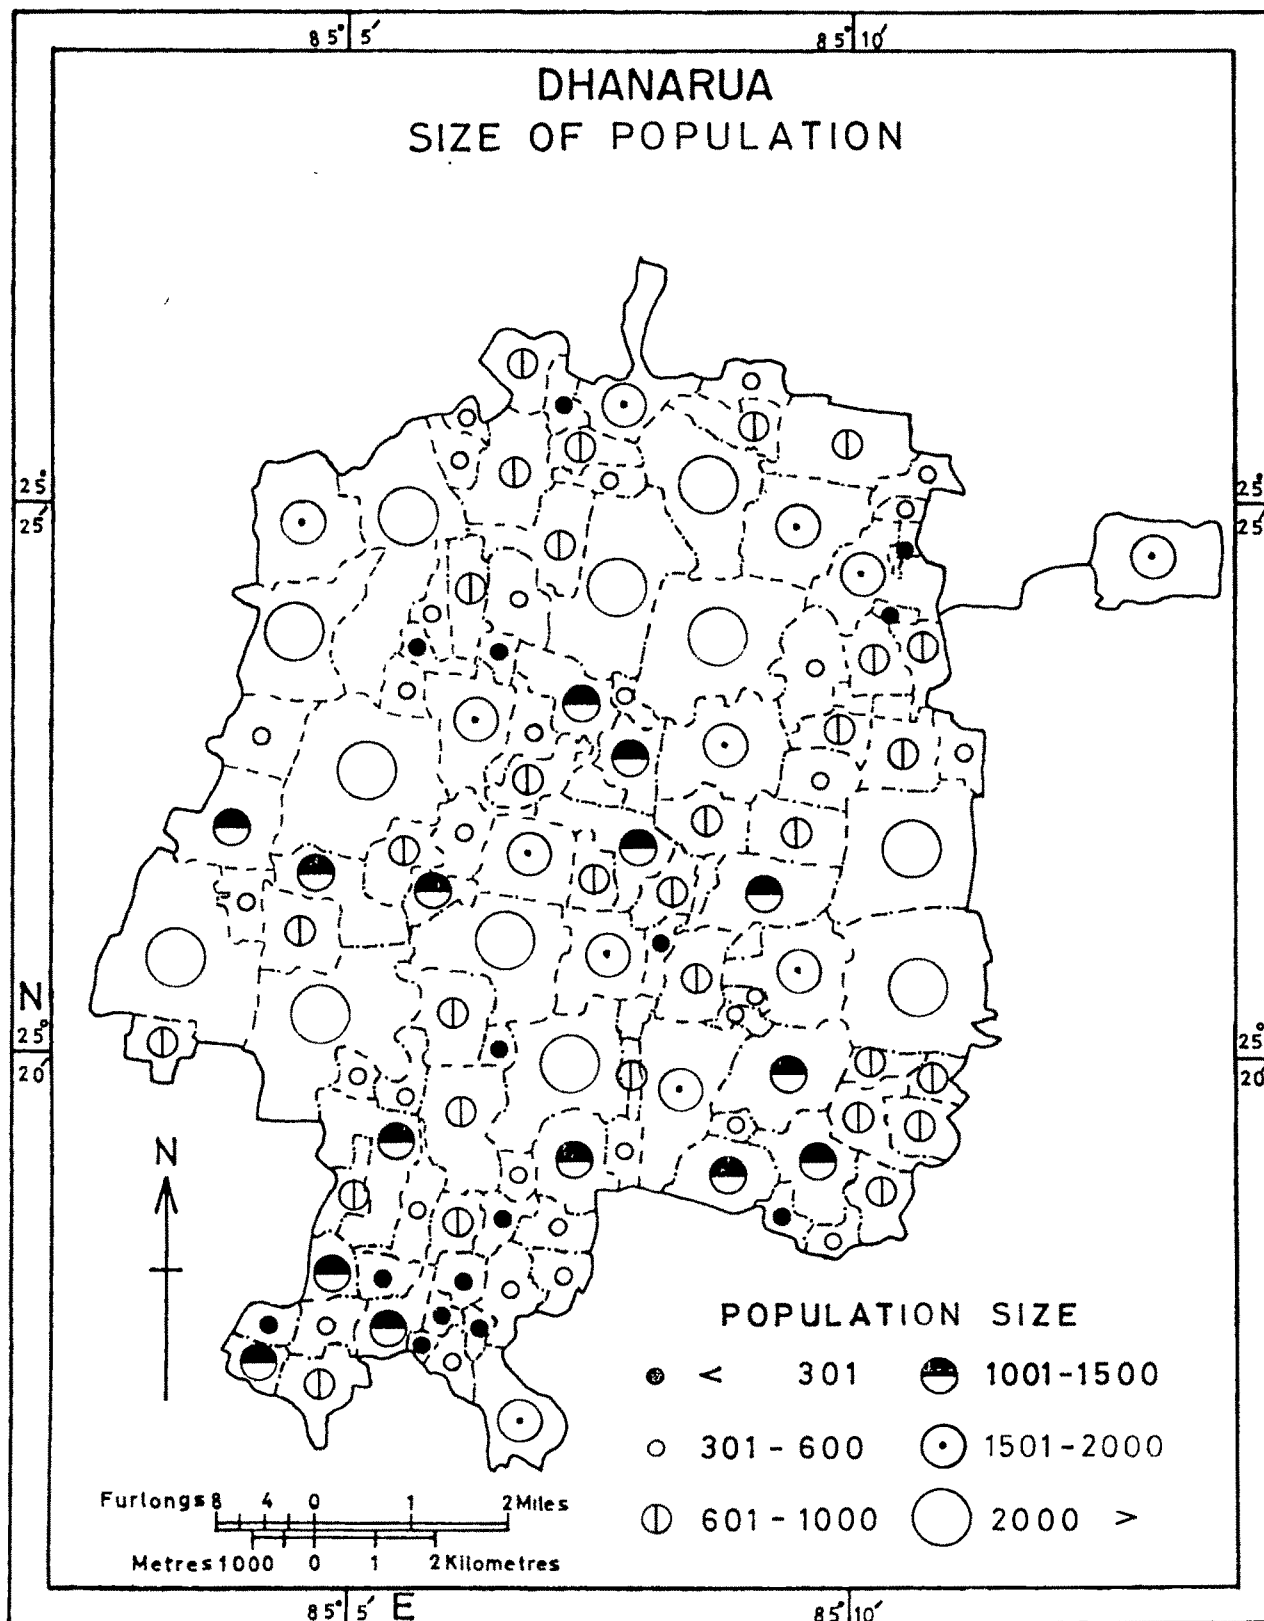 85° 5′ 85° 10′
DHANARUA
SIZE OF POPULATION
25° 25°
25′ 25′
N
25° 25°
20′ 20′
N
POPULATION SIZE
< 301 1001-1500
301-600 1501-2000
601-1000 2000 >
Furlongs 8 4 0 1 2 Miles
Metres 1000 0 1 2 Kilometres
85° 5′ E 85° 10′